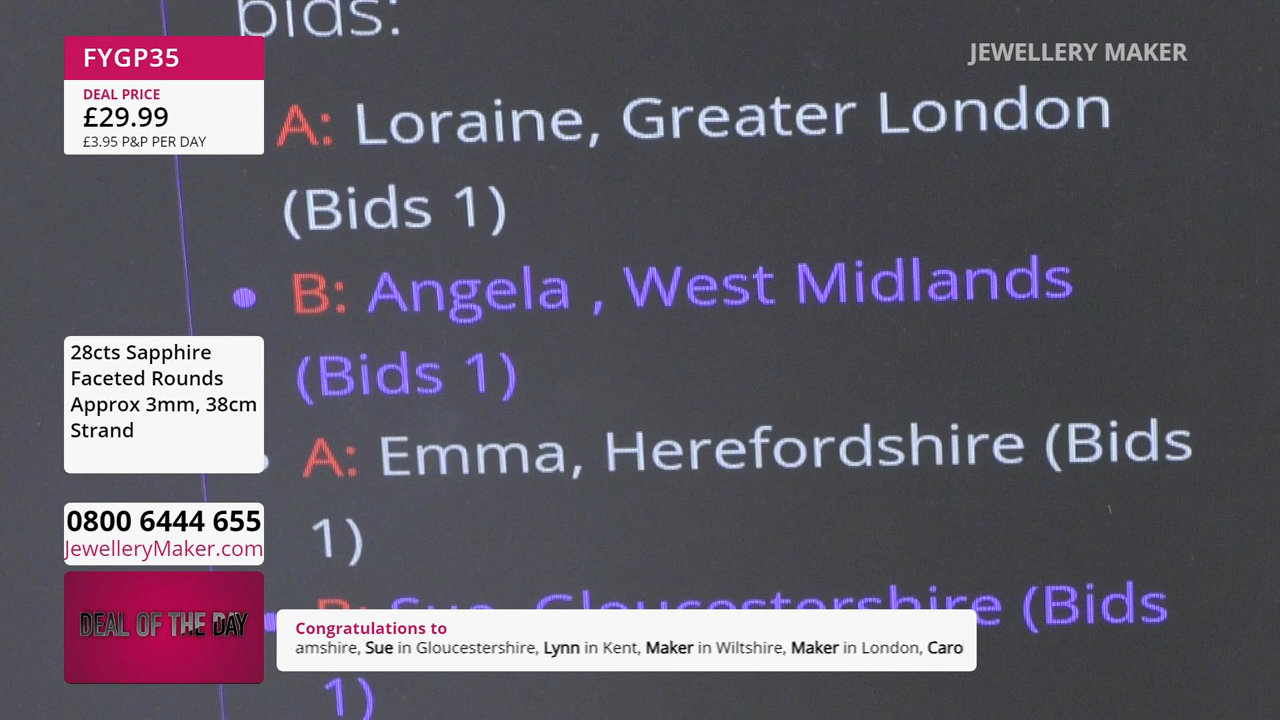 bids:
FYGP35
DEAL PRICE
£29.99
£3.95 P&P PER DAY
JEWELLERY MAKER
A: Loraine, Greater London
(Bids 1)
B: Angela , West Midlands
(Bids 1)
A: Emma, Herefordshire (Bids
1)
B: Sue, Gloucestershire (Bids
1)
28cts Sapphire
Faceted Rounds
Approx 3mm, 38cm
Strand
0800 6444 655
JewelleryMaker.com
DEAL OF THE DAY
Congratulations to
amshire, Sue in Gloucestershire, Lynn in Kent, Maker in Wiltshire, Maker in London, Caro